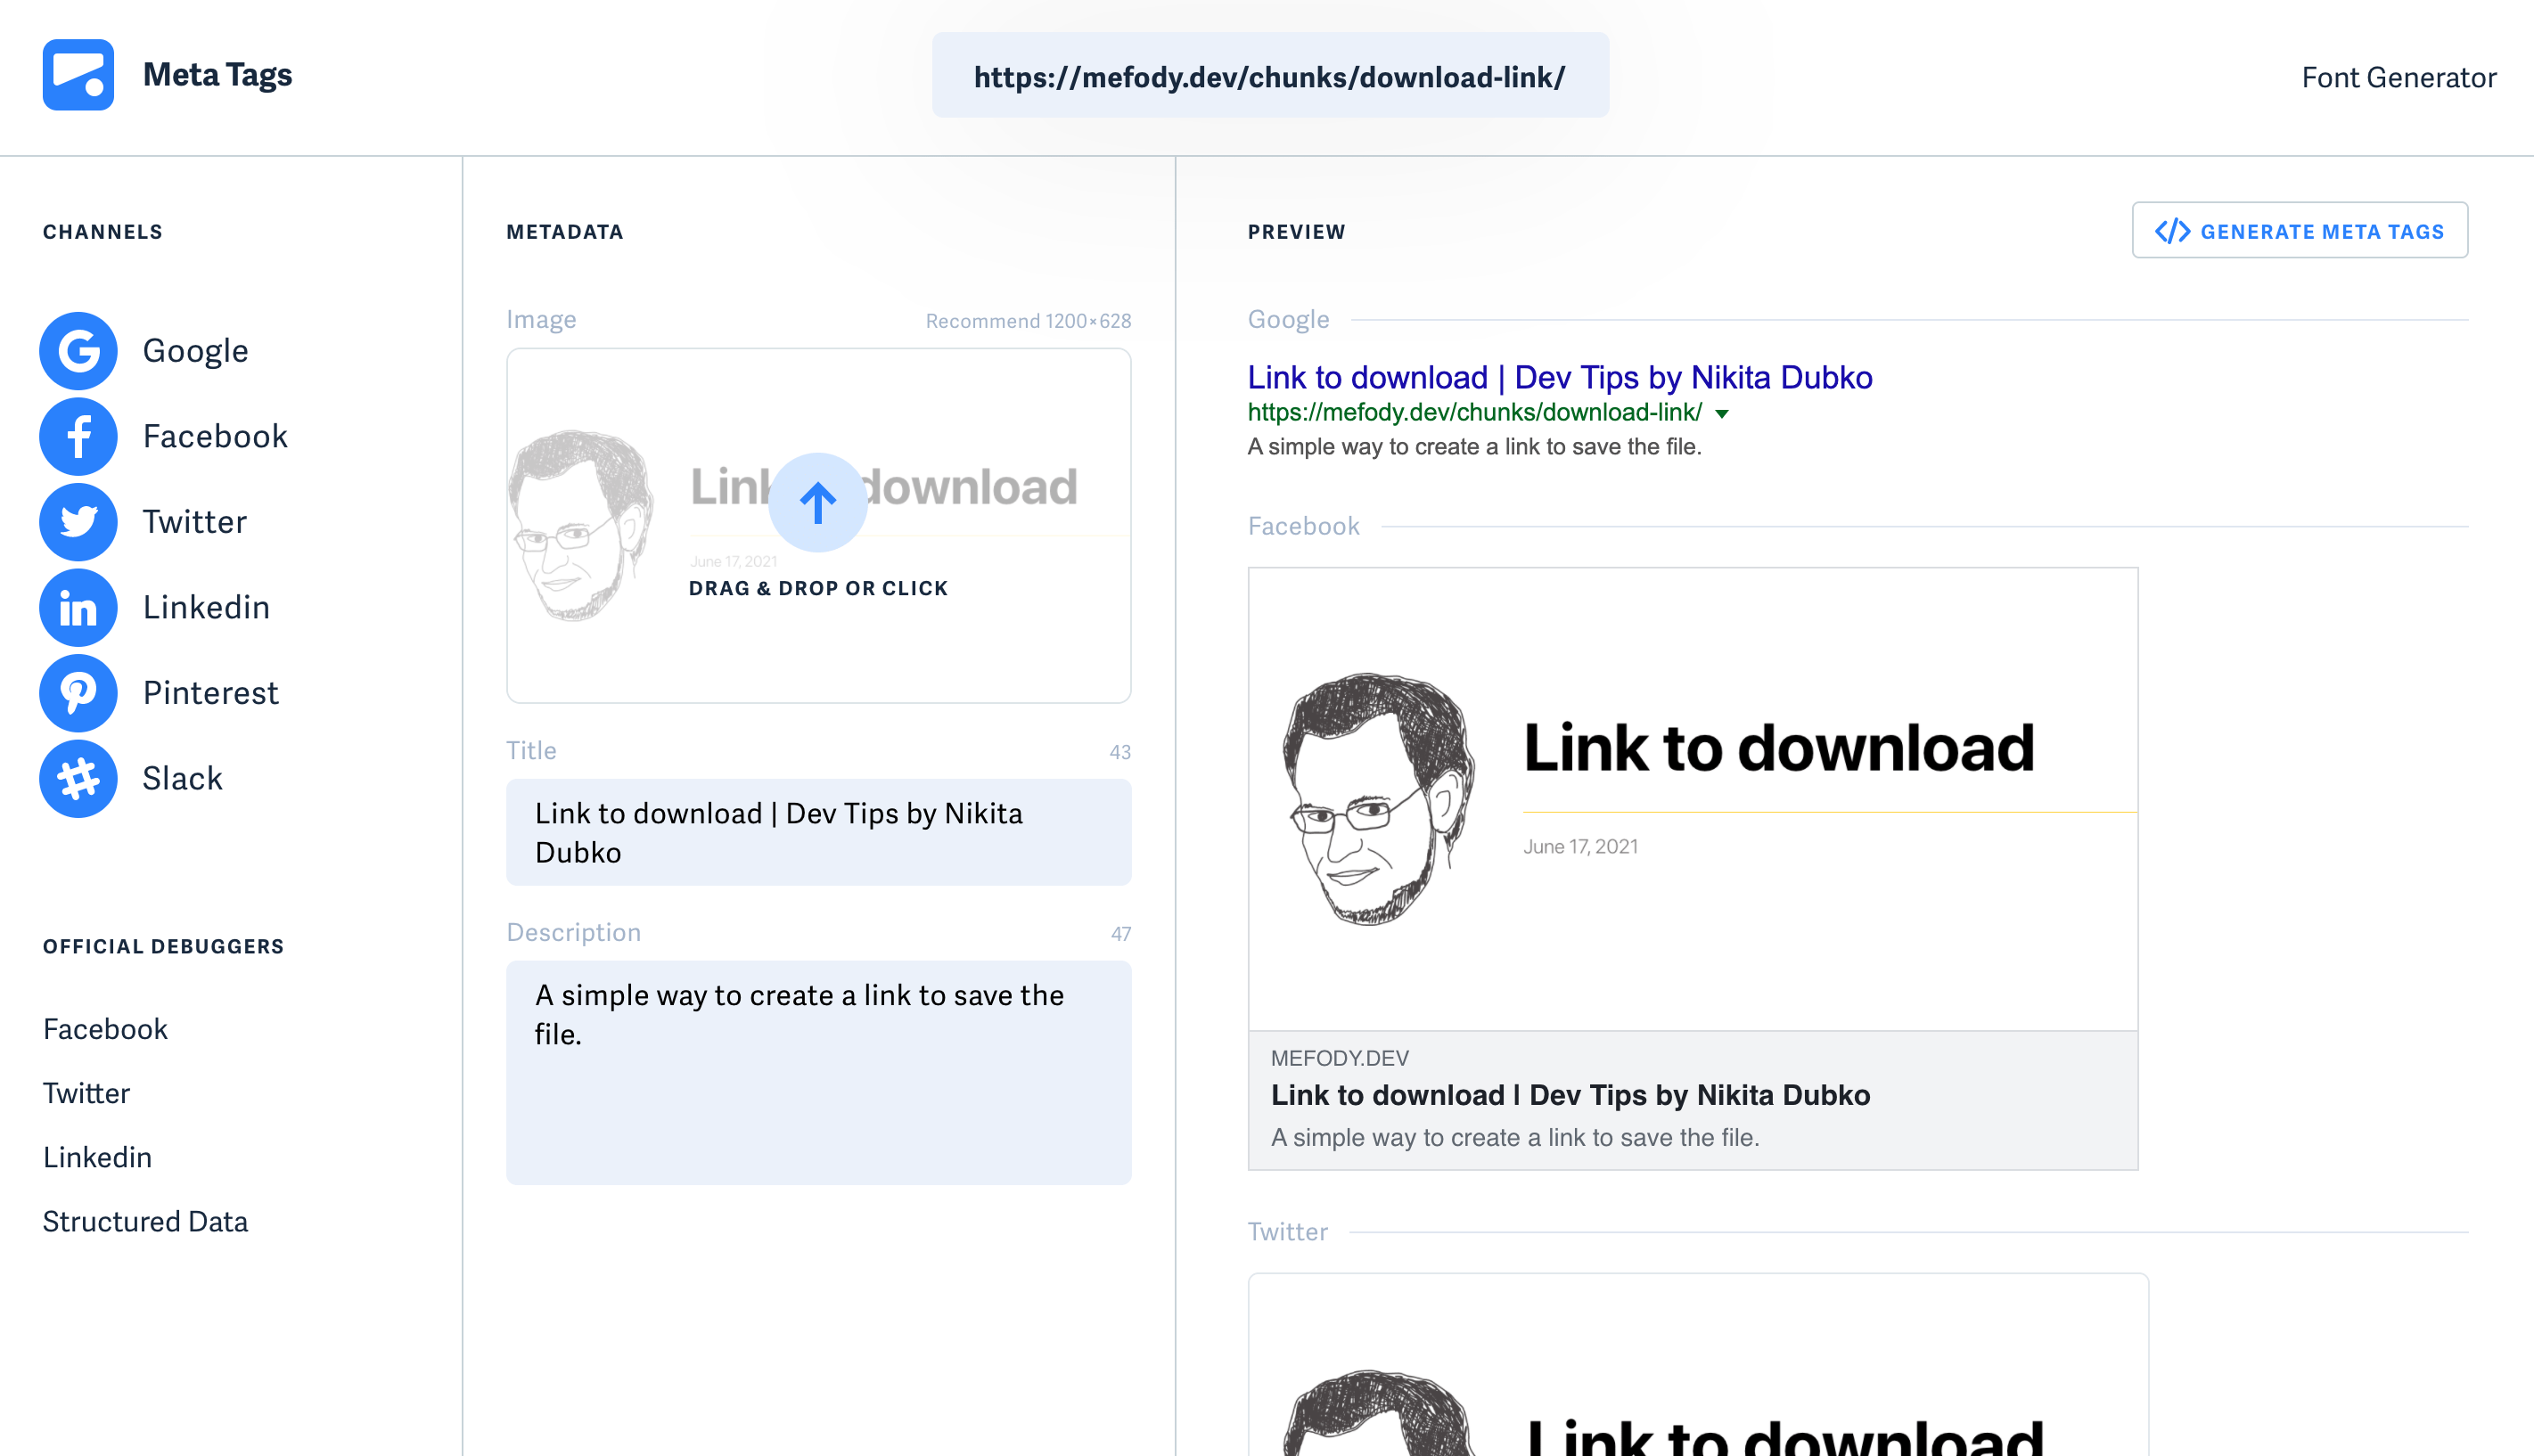 Meta Tags
https://mefody.dev/chunks/download-link/
Font Generator
CHANNELS
Google
Facebook
Twitter
Linkedin
Pinterest
Slack
OFFICIAL DEBUGGERS
Facebook
Twitter
Linkedin
Structured Data
METADATA
Image
Recommend 1200×628
Link download
June 17, 2021
DRAG & DROP OR CLICK
Title
43
Link to download | Dev Tips by Nikita
Dubko
Description
47
A simple way to create a link to save the
file.
PREVIEW
</> GENERATE META TAGS
Google
Link to download | Dev Tips by Nikita Dubko
https://mefody.dev/chunks/download-link/
A simple way to create a link to save the file.
Facebook
Link to download
June 17, 2021
MEFODY.DEV
Link to download | Dev Tips by Nikita Dubko
A simple way to create a link to save the file.
Twitter
Link to download